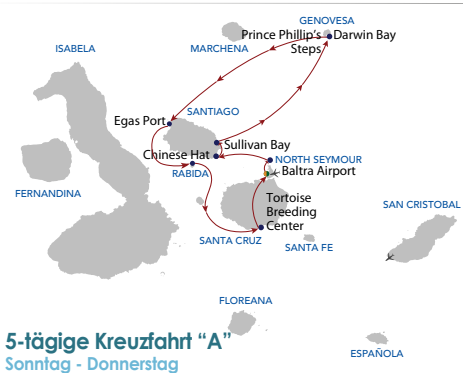 GENOVESA
Prince Phillip's Darwin Bay
Steps
ISABELA
MARCHENA
SANTIAGO
Egas Port
Sullivan Bay
Chinese Hat
NORTH SEYMOUR
RABIDA
Baltra Airport
FERNANDINA
Tortoise
Breeding
Center
SAN CRISTOBAL
SANTA CRUZ
SANTA FE
FLOREANA
5-tägige Kreuzfahrt “A”
Sonntag - Donnerstag
ESPAÑOLA